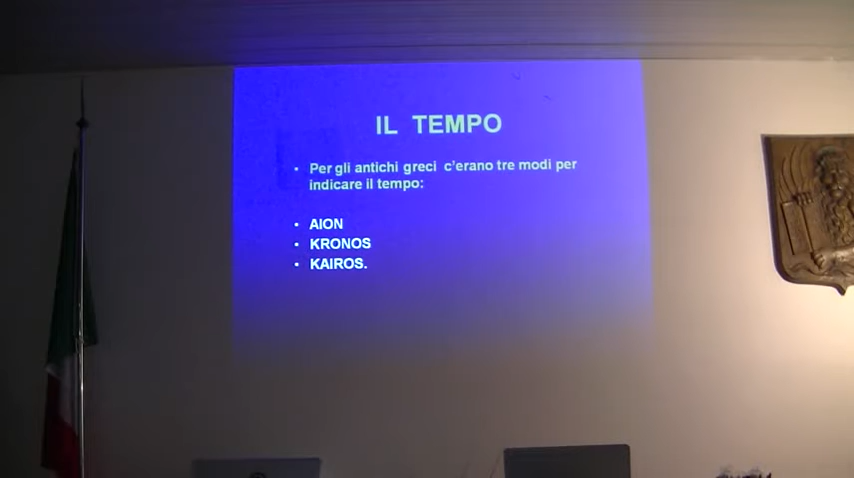 IL TEMPO
• Per gli antichi greci c'erano tre modi per
indicare il tempo:
• AION
• KRONOS
• KAIROS.